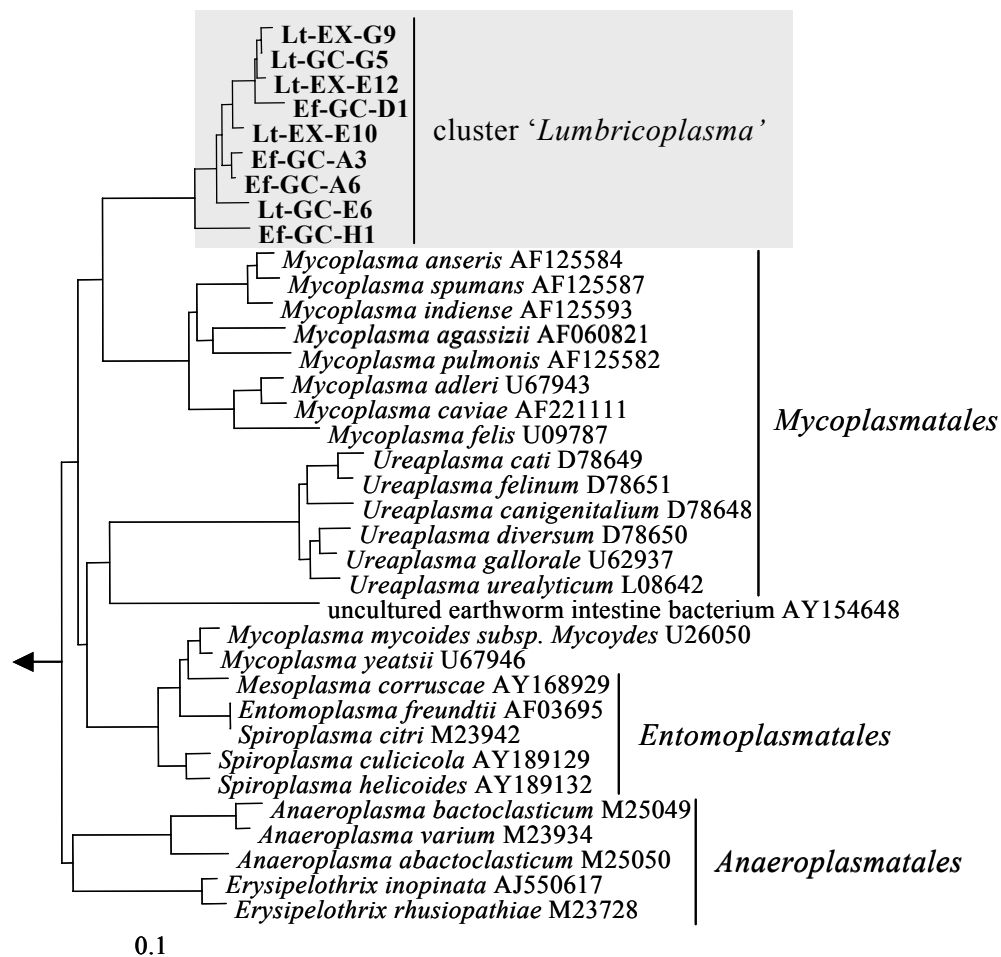 Lt-EX-G9
Lt-GC-G5
Lt-EX-E12
Ef-GC-D1
Lt-EX-E10
Ef-GC-A3
Ef-GC-A6
Lt-GC-E6
Ef-GC-H1
cluster ‘Lumbricoplasma’
Mycoplasma anseris AF125584
Mycoplasma spumans AF125587
Mycoplasma indiense AF125593
Mycoplasma agassizii AF060821
Mycoplasma pulmonis AF125582
Mycoplasma adleri U67943
Mycoplasma caviae AF221111
Mycoplasma felis U09787
Ureaplasma cati D78649
Ureaplasma felinum D78651
Ureaplasma canigenitalium D78648
Ureaplasma diversum D78650
Ureaplasma gallorale U62937
Ureaplasma urealyticum L08642
Mycoplasmatales
uncultured earthworm intestine bacterium AY154648
Mycoplasma mycoides subsp. Mycoydes U26050
Mycoplasma yeatsii U67946
Mesoplasma corruscae AY168929
Entomoplasma freundtii AF03695
Spiroplasma citri M23942
Spiroplasma culicicola AY189129
Spiroplasma helicoides AY189132
Entomoplasmatales
Anaeroplasma bactoclasticum M25049
Anaeroplasma varium M23934
Anaeroplasma abactoclasticum M25050
Erysipelothrix inopinata AJ550617
Erysipelothrix rhusiopathiae M23728
Anaeroplasmatales
0.1